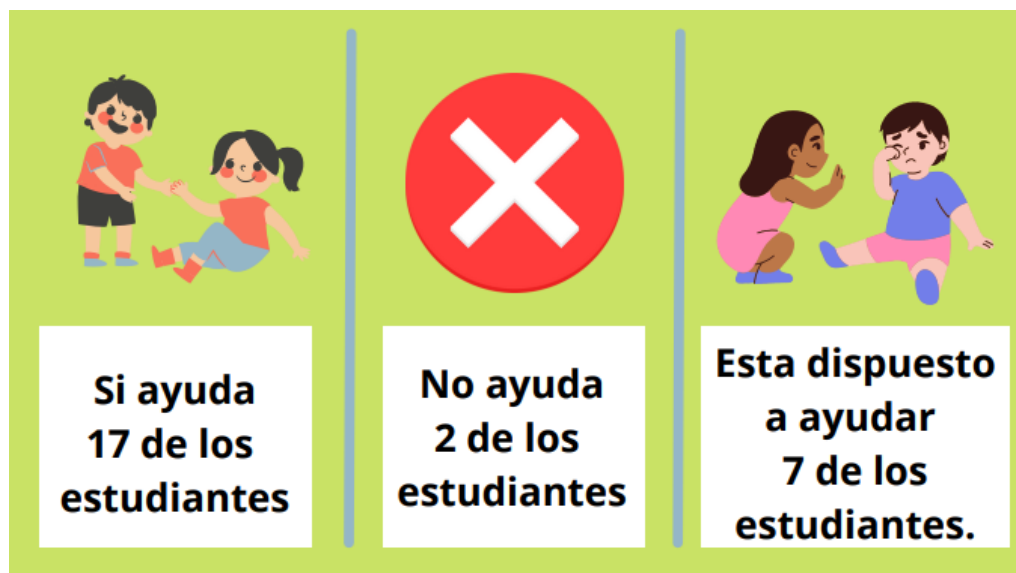 Si ayuda
17 de los
estudiantes
No ayuda
2 de los
estudiantes
Esta dispuesto
a ayudar
7 de los
estudiantes.